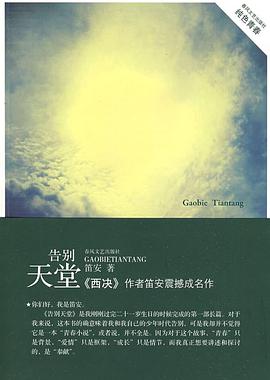 春风文艺出版社
纯色青春
Gaobie Tiantang
告别
天堂
春风文艺出版社
GAOBIETIANTANG
笛安 著
《西决》作者笛安震撼成名作
★你们好。我是笛安。
《告别天堂》是我刚刚过完二十一岁生日的时候完成的第一部长篇。对于
我来说，这本书的确意味着我和我自己的少年时代告别。可是我却并不觉得
它是一本“青春小说”。或者说，并不全是。因为对于这个故事，“青春”只
是背景，“爱情”只是框架，“成长”只是情节。而我真正想要讲述和探讨
的，是“奉献”。